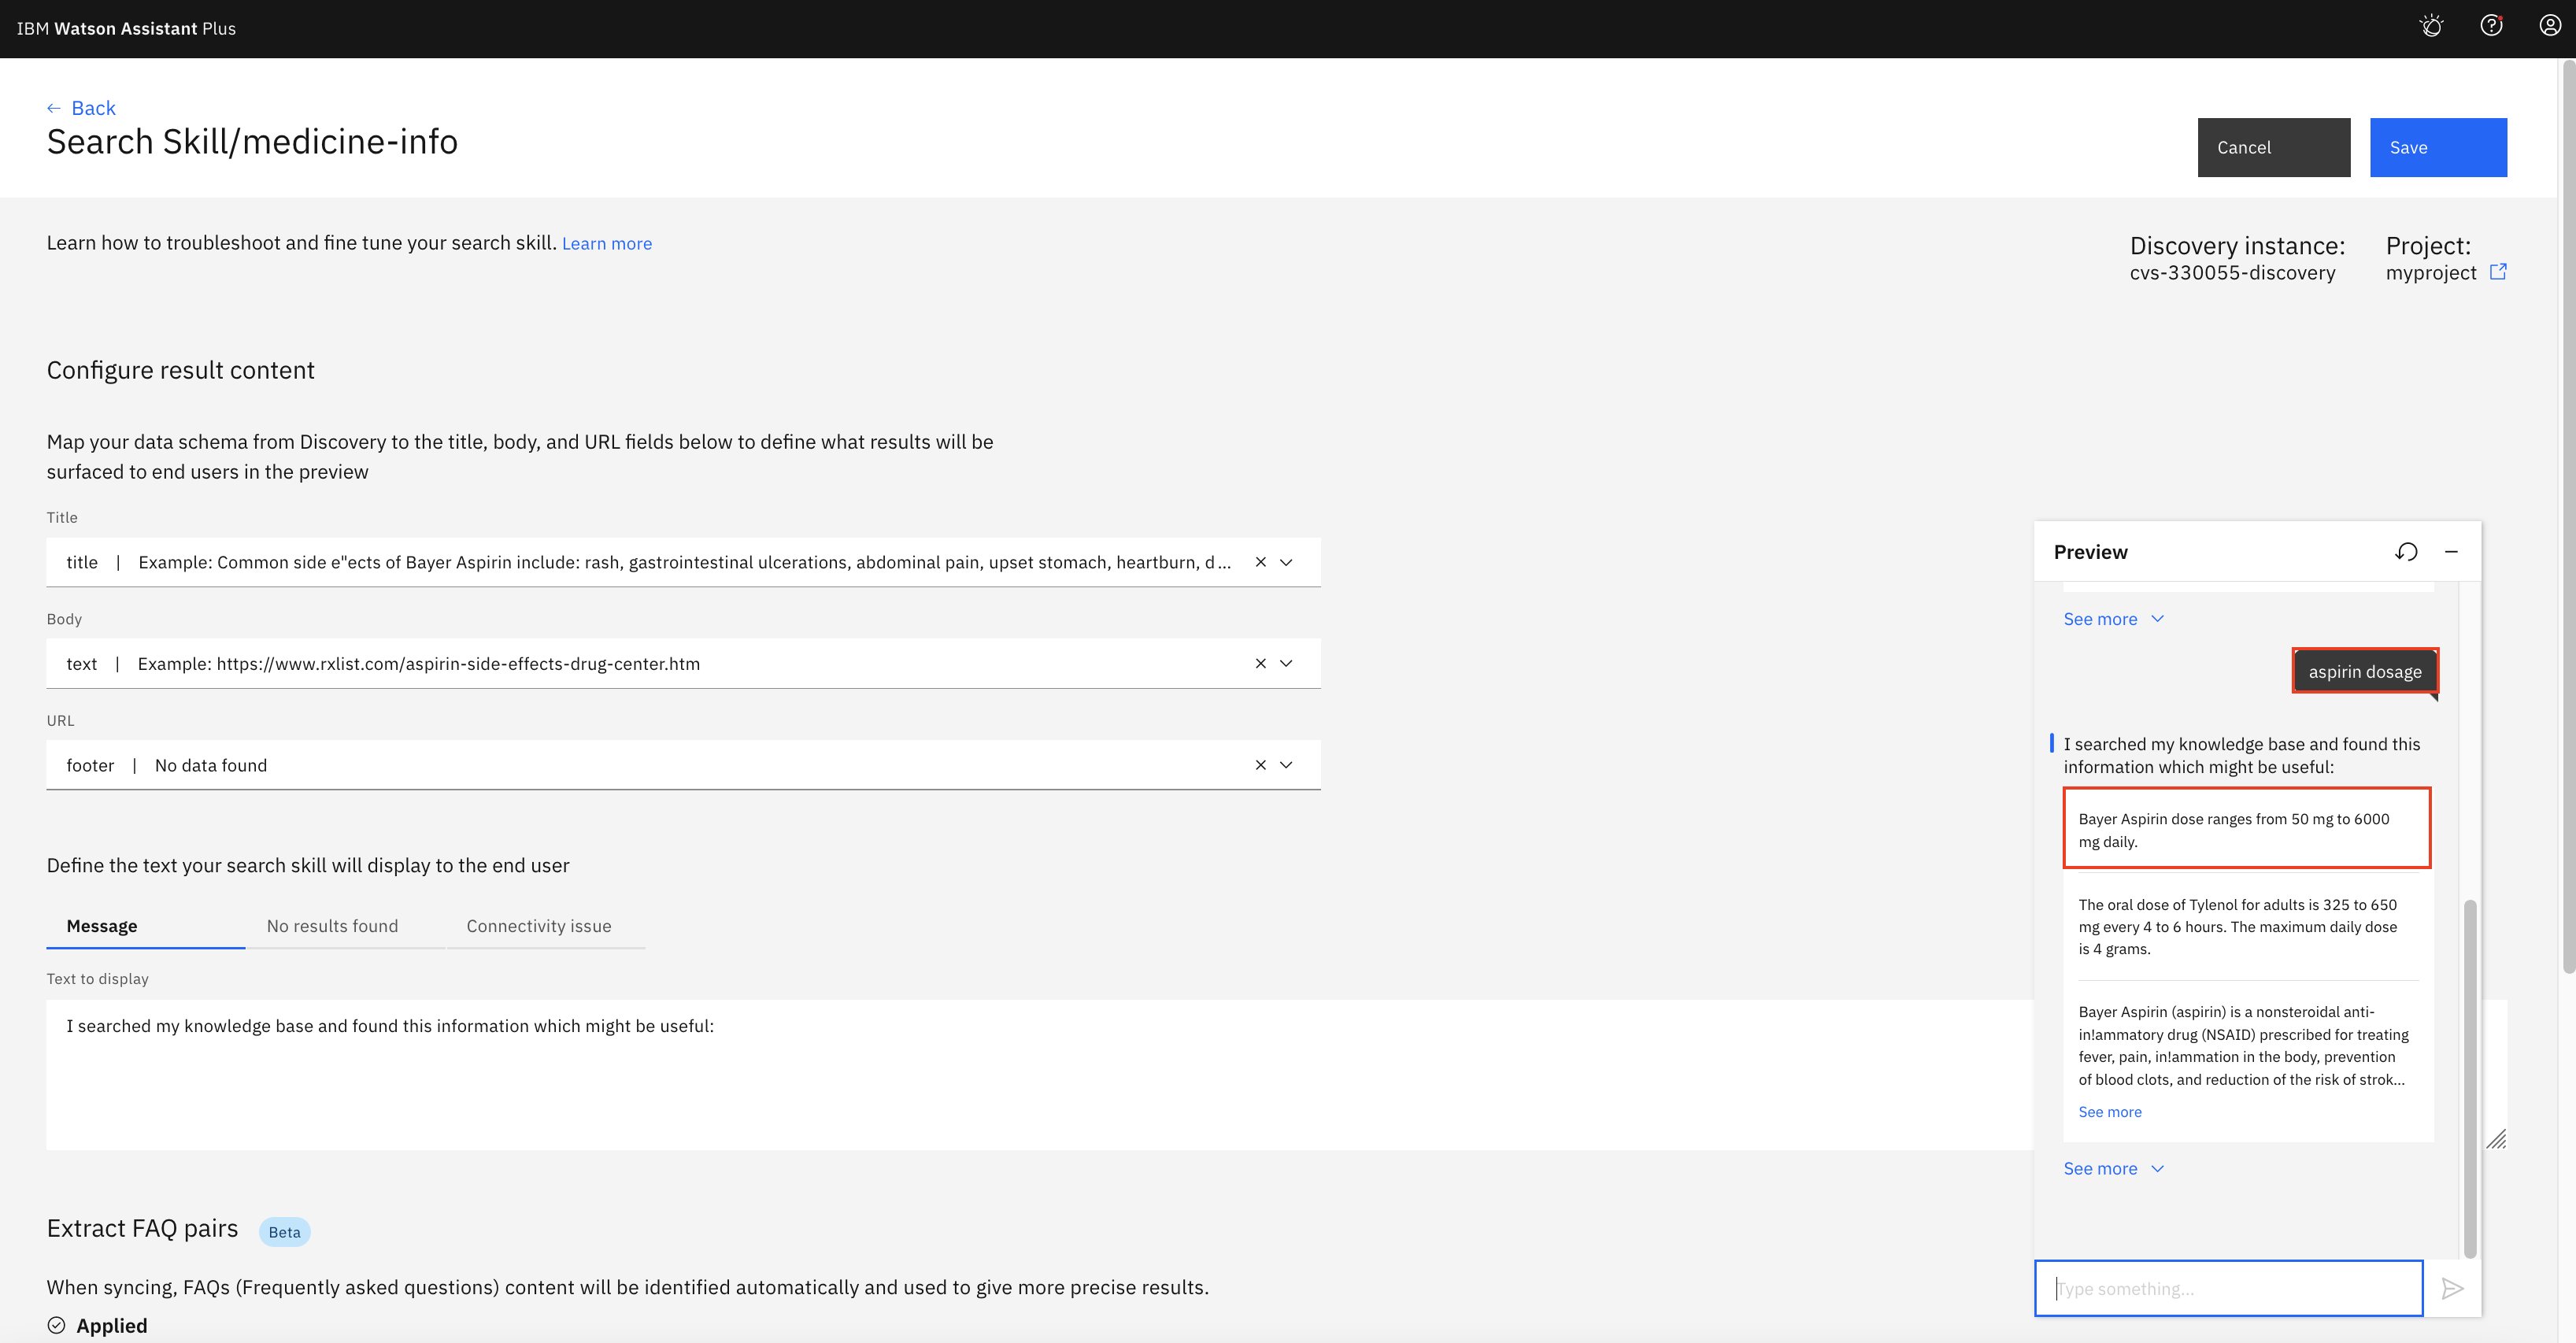 IBM Watson Assistant Plus
← Back
Search Skill/medicine-info
Cancel
Save
Learn how to troubleshoot and fine tune your search skill. Learn more
Discovery instance:
cvs-330055-discovery
Project:
myproject
Configure result content
Map your data schema from Discovery to the title, body, and URL fields below to define what results will be
surfaced to end users in the preview
Title
title | Example: Common side e"ects of Bayer Aspirin include: rash, gastrointestinal ulcerations, abdominal pain, upset stomach, heartburn, d...
Body
text | Example: https://www.rxlist.com/aspirin-side-effects-drug-center.htm
URL
footer | No data found
Define the text your search skill will display to the end user
Message
No results found
Connectivity issue
Text to display
I searched my knowledge base and found this information which might be useful:
Extract FAQ pairs Beta
When syncing, FAQs (Frequently asked questions) content will be identified automatically and used to give more precise results.
Applied
Preview
See more
aspirin dosage
I searched my knowledge base and found this
information which might be useful:
Bayer Aspirin dose ranges from 50 mg to 6000
mg daily.
The oral dose of Tylenol for adults is 325 to 650
mg every 4 to 6 hours. The maximum daily dose
is 4 grams.
Bayer Aspirin (aspirin) is a nonsteroidal anti-
in!ammatory drug (NSAID) prescribed for treating
fever, pain, in!ammation in the body, prevention
of blood clots, and reduction of the risk of strok...
See more
See more
Type something...